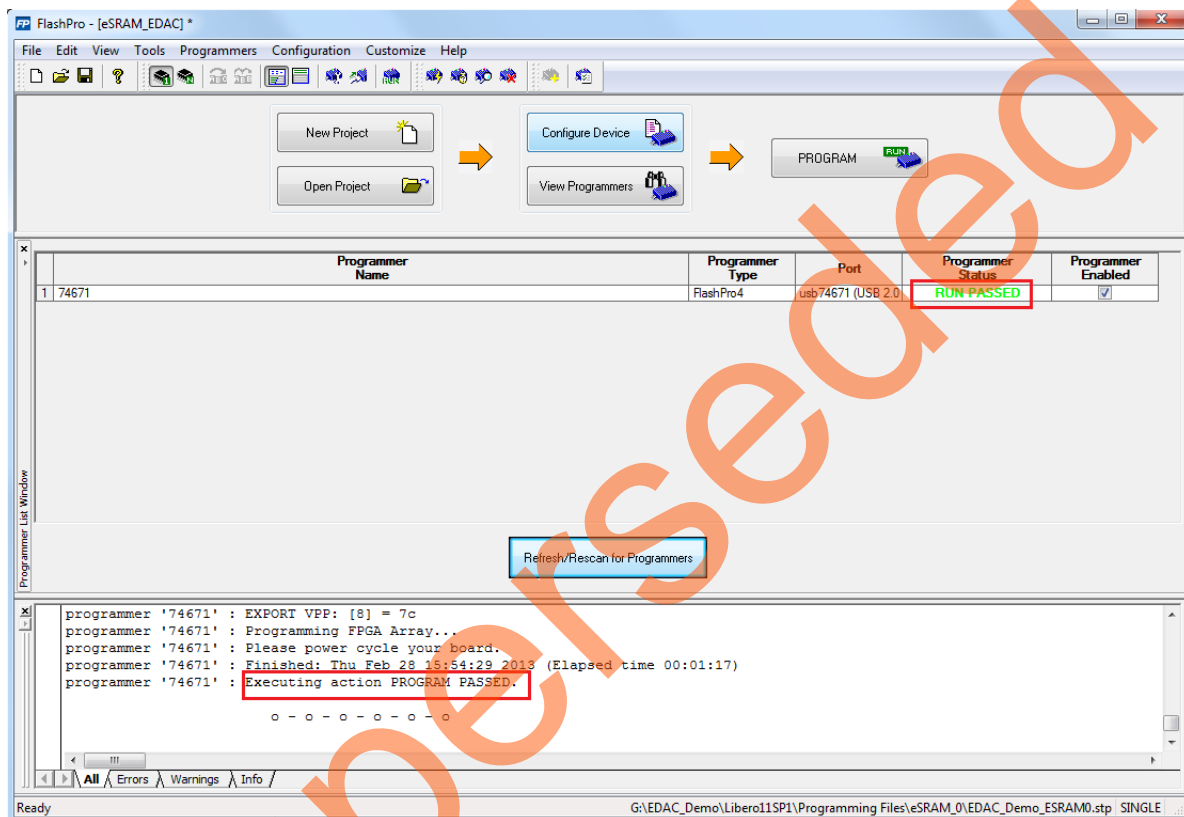 FP FlashPro - [eSRAM_EDAC] *
File Edit View Tools Programmers Configuration Customize Help
New Project
Configure Device
PROGRAM
RUN
Open Project
View Programmers
Programmer Name
Programmer Type
Port
Programmer Status
Programmer Enabled
1 74671 FlashPro4 usb74671 (USB 2.0 RUN PASSED
Programmer List Window
Refresh/Rescan for Programmers
programmer '74671' : EXPORT VPP: [8] = 7c
programmer '74671' : Programming FPGA Array...
programmer '74671' : Please power cycle your board.
programmer '74671' : Finished: Thu Feb 28 15:54:29 2013 (Elapsed time 00:01:17)
programmer '74671' : Executing action PROGRAM PASSED.
o - o - o - o - o - o
All Errors Warnings Info
Ready G:\EDAC_Demo\Libero11SP1\Programming Files\eSRAM_0\EDAC_Demo_ESRAM0.stp SINGLE
perseded